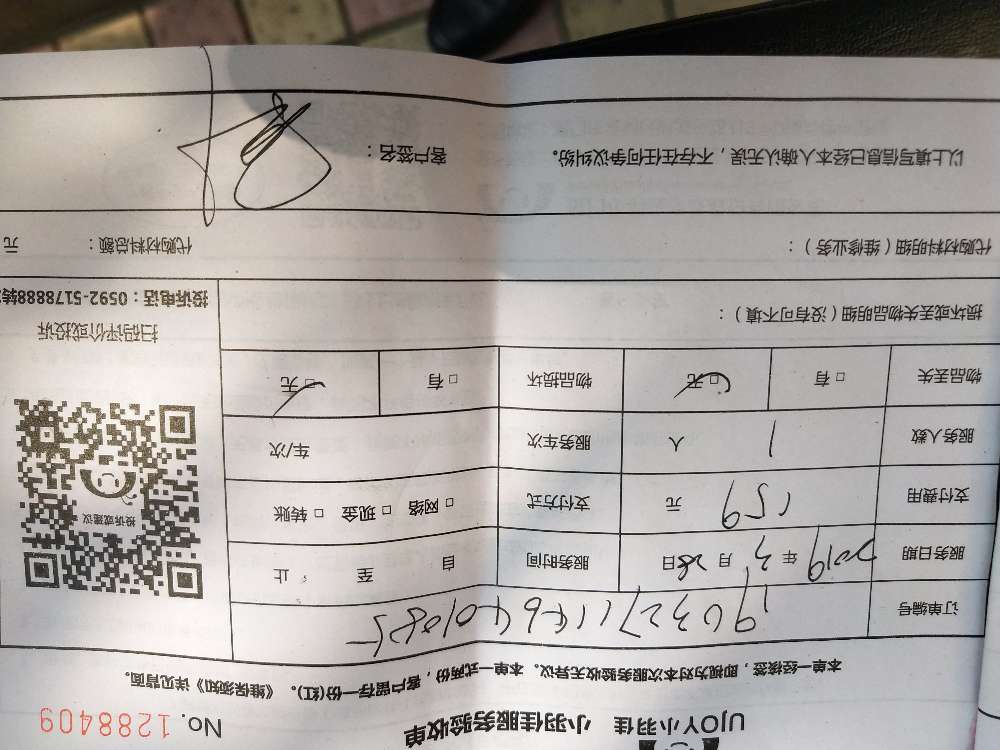 UJOY小羽佳 小羽佳服务验收单 No. 1288409
本单一经接签，即视为对本次服务验收无异议。本单一式两份，客户留存一份(红)。《维保须知》详见背面。
订单编号
服务日期 2019 年 3 月 28 日 服务时间 自 至 止
支付费用 159 元 支付方式 □ 网络 □ 现金 □ 转账
服务人数 1 人 服务车次 车/次
物品丢失 □ 有 □ 无 物品损坏 □ 有 □ 无
投诉或建议
扫码评价或投诉
投诉电话：0592-5178888转
损坏或丢失物品明细（没有可不填）：
代购材料明细（维修业务）： 代购材料总额： 元
以上填写信息已经本人确认无误，不存在任何争议纠纷。 客户签名：